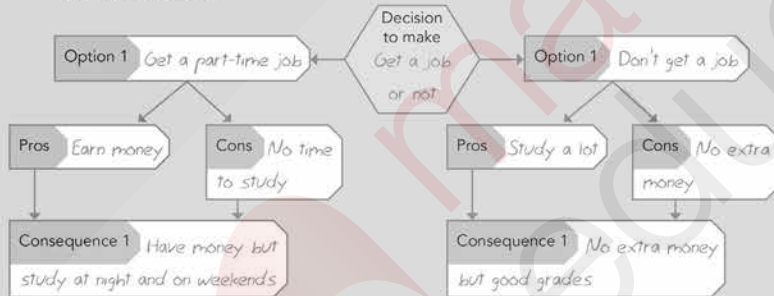 Decision
to make
Get a job
or not
Option 1 Get a part-time job
Option 1 Don't get a job
Pros Earn money
Cons No time
to study
Pros Study a lot
Cons No extra
money
Consequence 1 Have money but
study at night and on weekends
Consequence 1 No extra money
but good grades